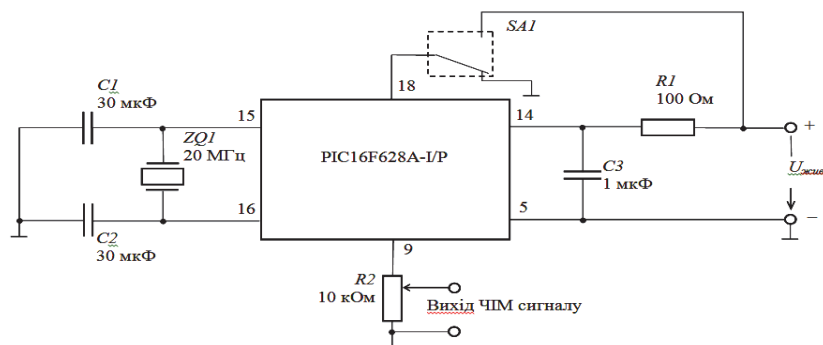 SA1
C1
30 мкФ
18
R1
100 Ом
15
14
+
ZQ1
20 МГц
PIC16F628A-I/P
C3
1 мкФ
Uжив
16
5
–
C2
30 мкФ
9
R2
10 кОм
Вихід ЧІМ сигналу